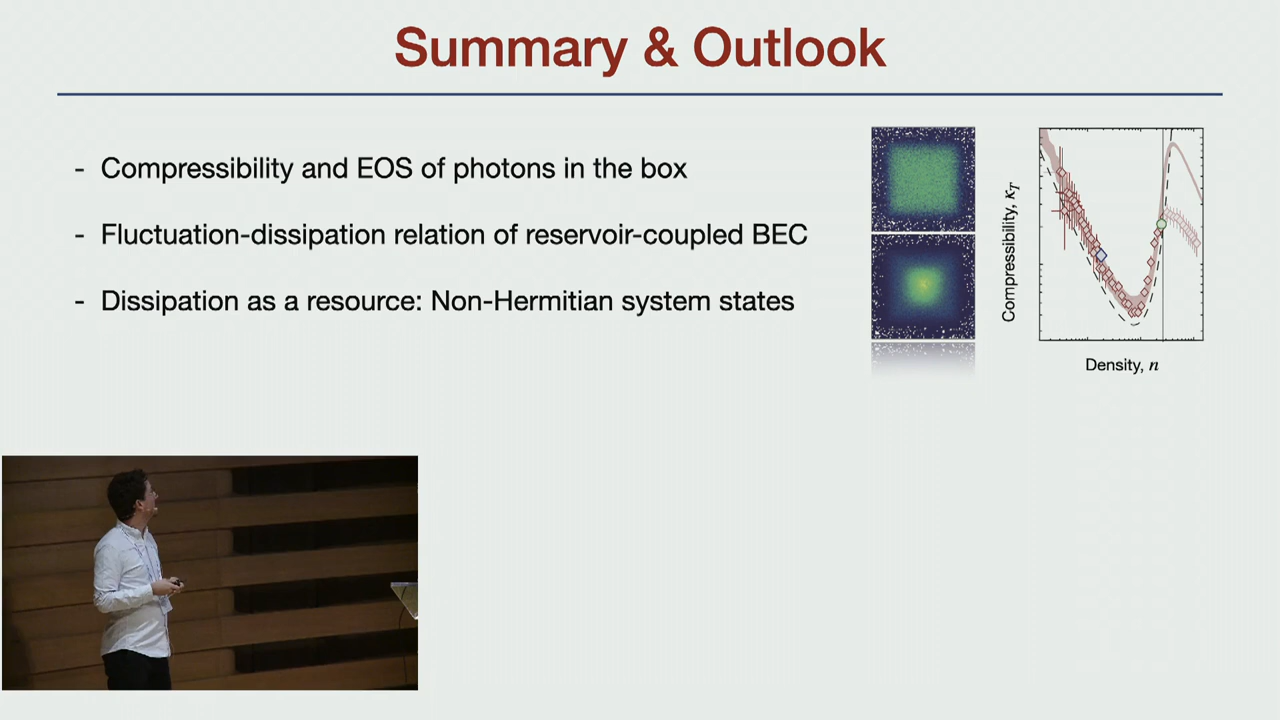 Summary & Outlook
- Compressibility and EOS of photons in the box
- Fluctuation-dissipation relation of reservoir-coupled BEC
- Dissipation as a resource: Non-Hermitian system states
Compressibility, κT
Density, n